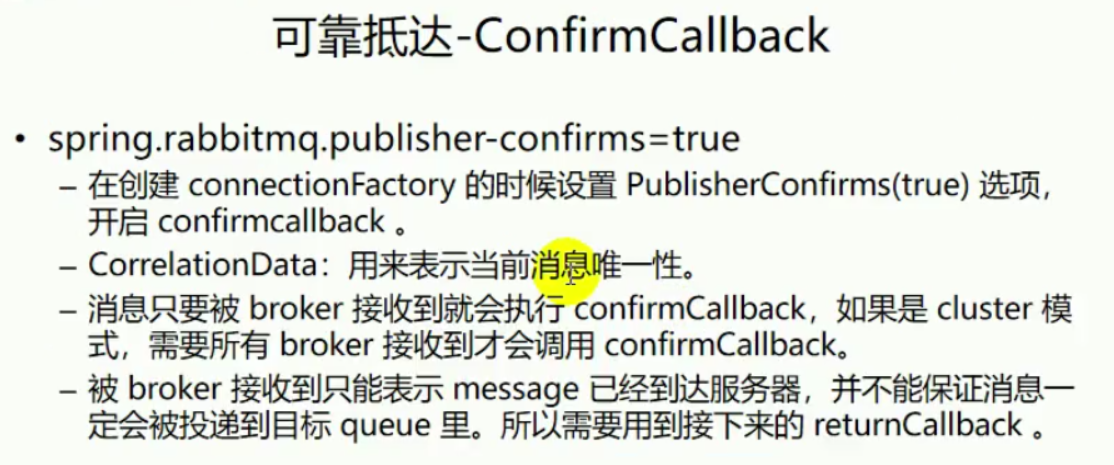 可靠抵达-ConfirmCallback
• spring.rabbitmq.publisher-confirms=true
– 在创建 connectionFactory 的时候设置 PublisherConfirms(true) 选项，
开启 confirmcallback 。
– CorrelationData：用来表示当前消息唯一性。
– 消息只要被 broker 接收到就会执行 confirmCallback，如果是 cluster 模
式，需要所有 broker 接收到才会调用 confirmCallback。
– 被 broker 接收到只能表示 message 已经到达服务器，并不能保证消息一
定会被投递到目标 queue 里。所以需要用到接下来的 returnCallback 。